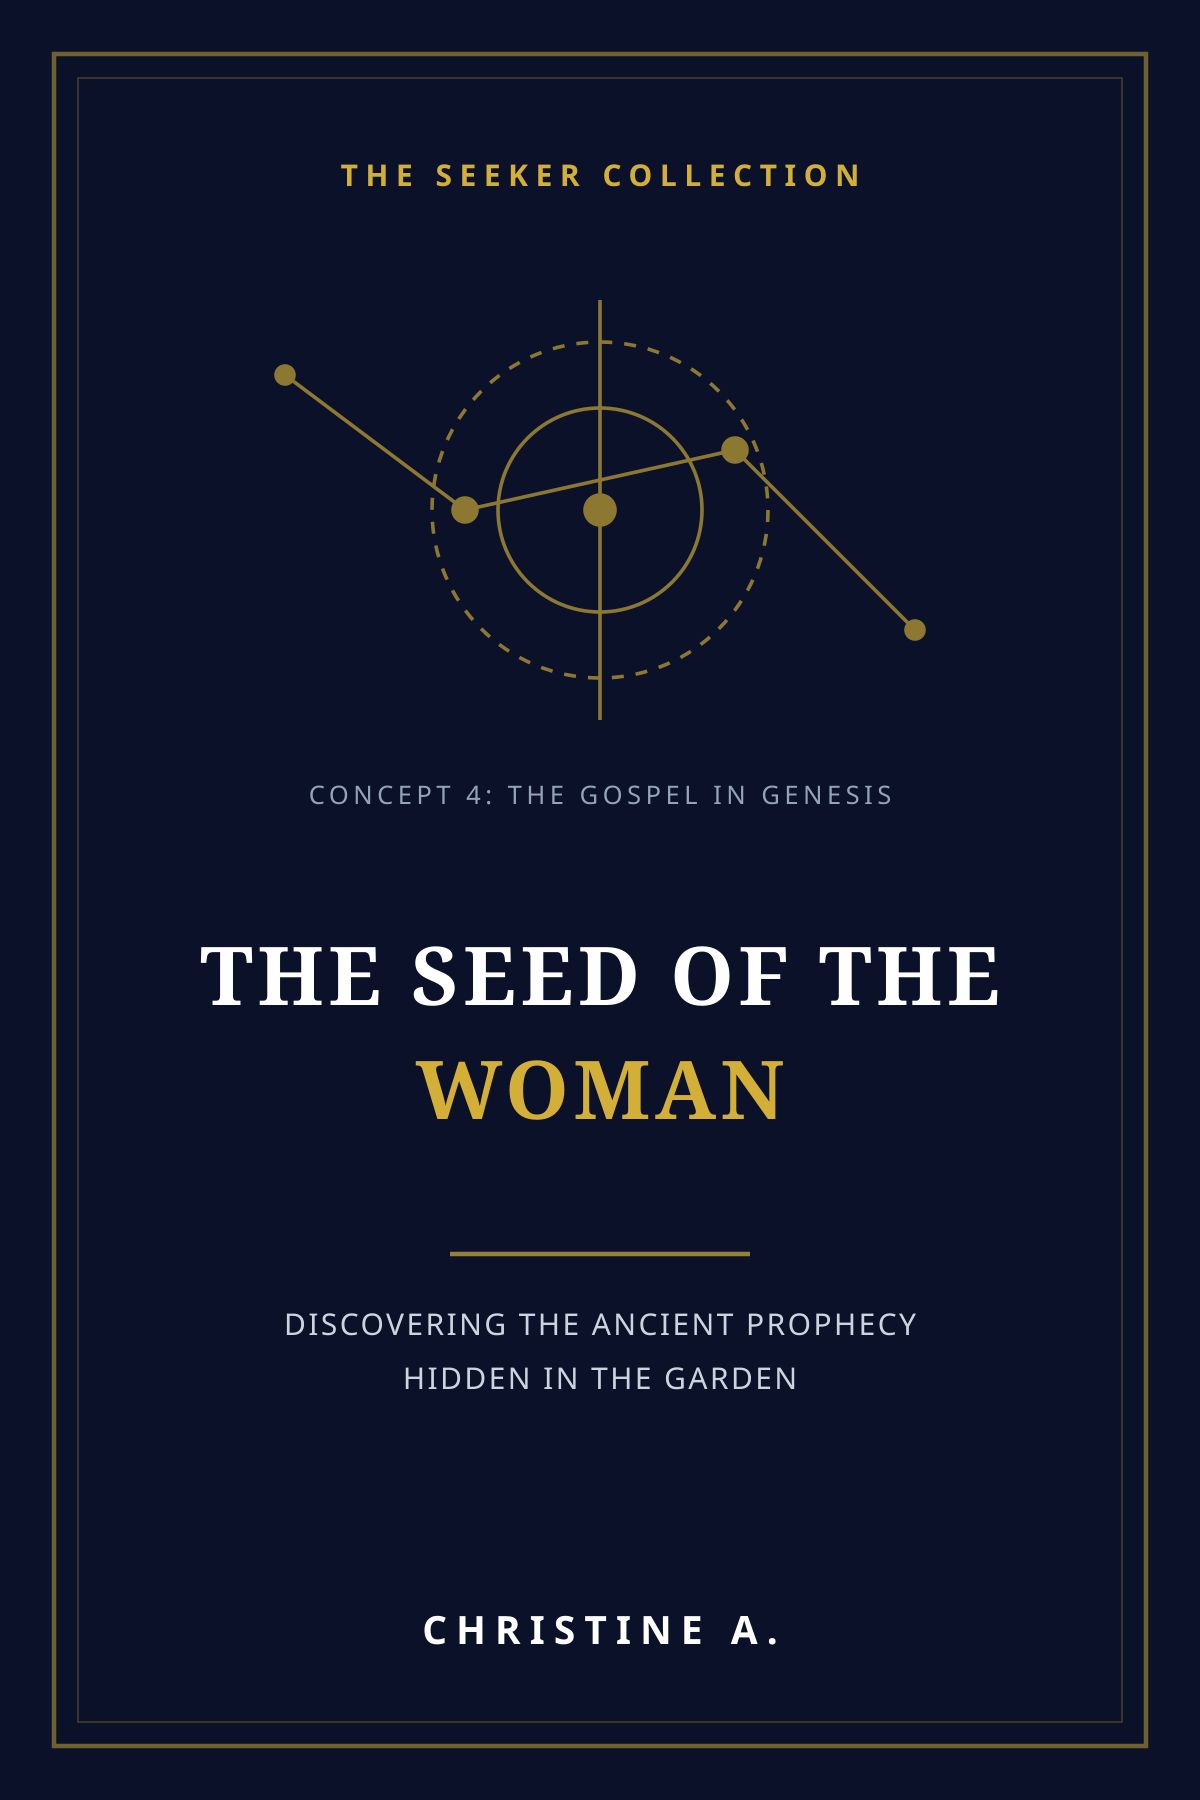 THE SEEKER COLLECTION
CONCEPT 4: THE GOSPEL IN GENESIS
THE SEED OF THE
WOMAN
DISCOVERING THE ANCIENT PROPHECY
HIDDEN IN THE GARDEN
CHRISTINE A.